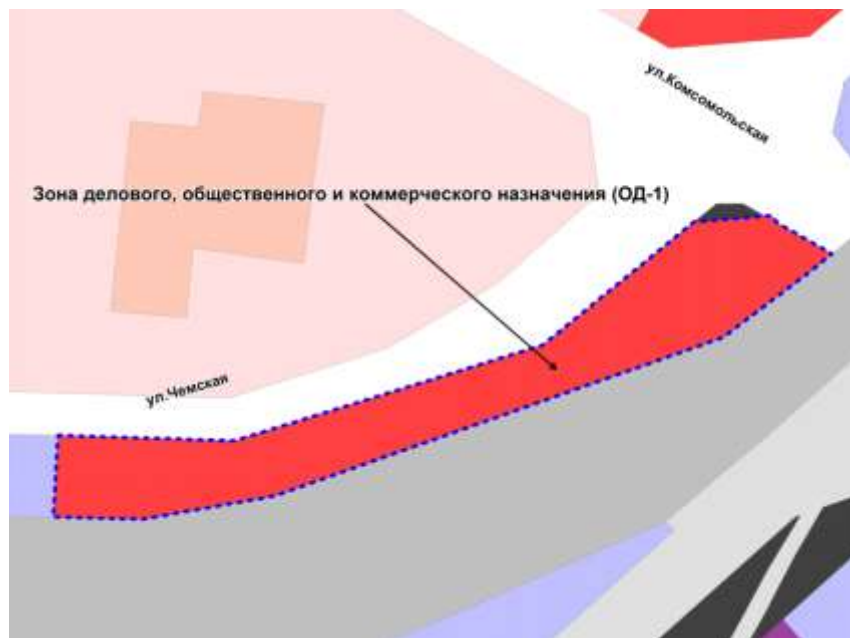 ул.Комсомольская
Зона делового, общественного и коммерческого назначения (ОД-1)
ул.Чемская